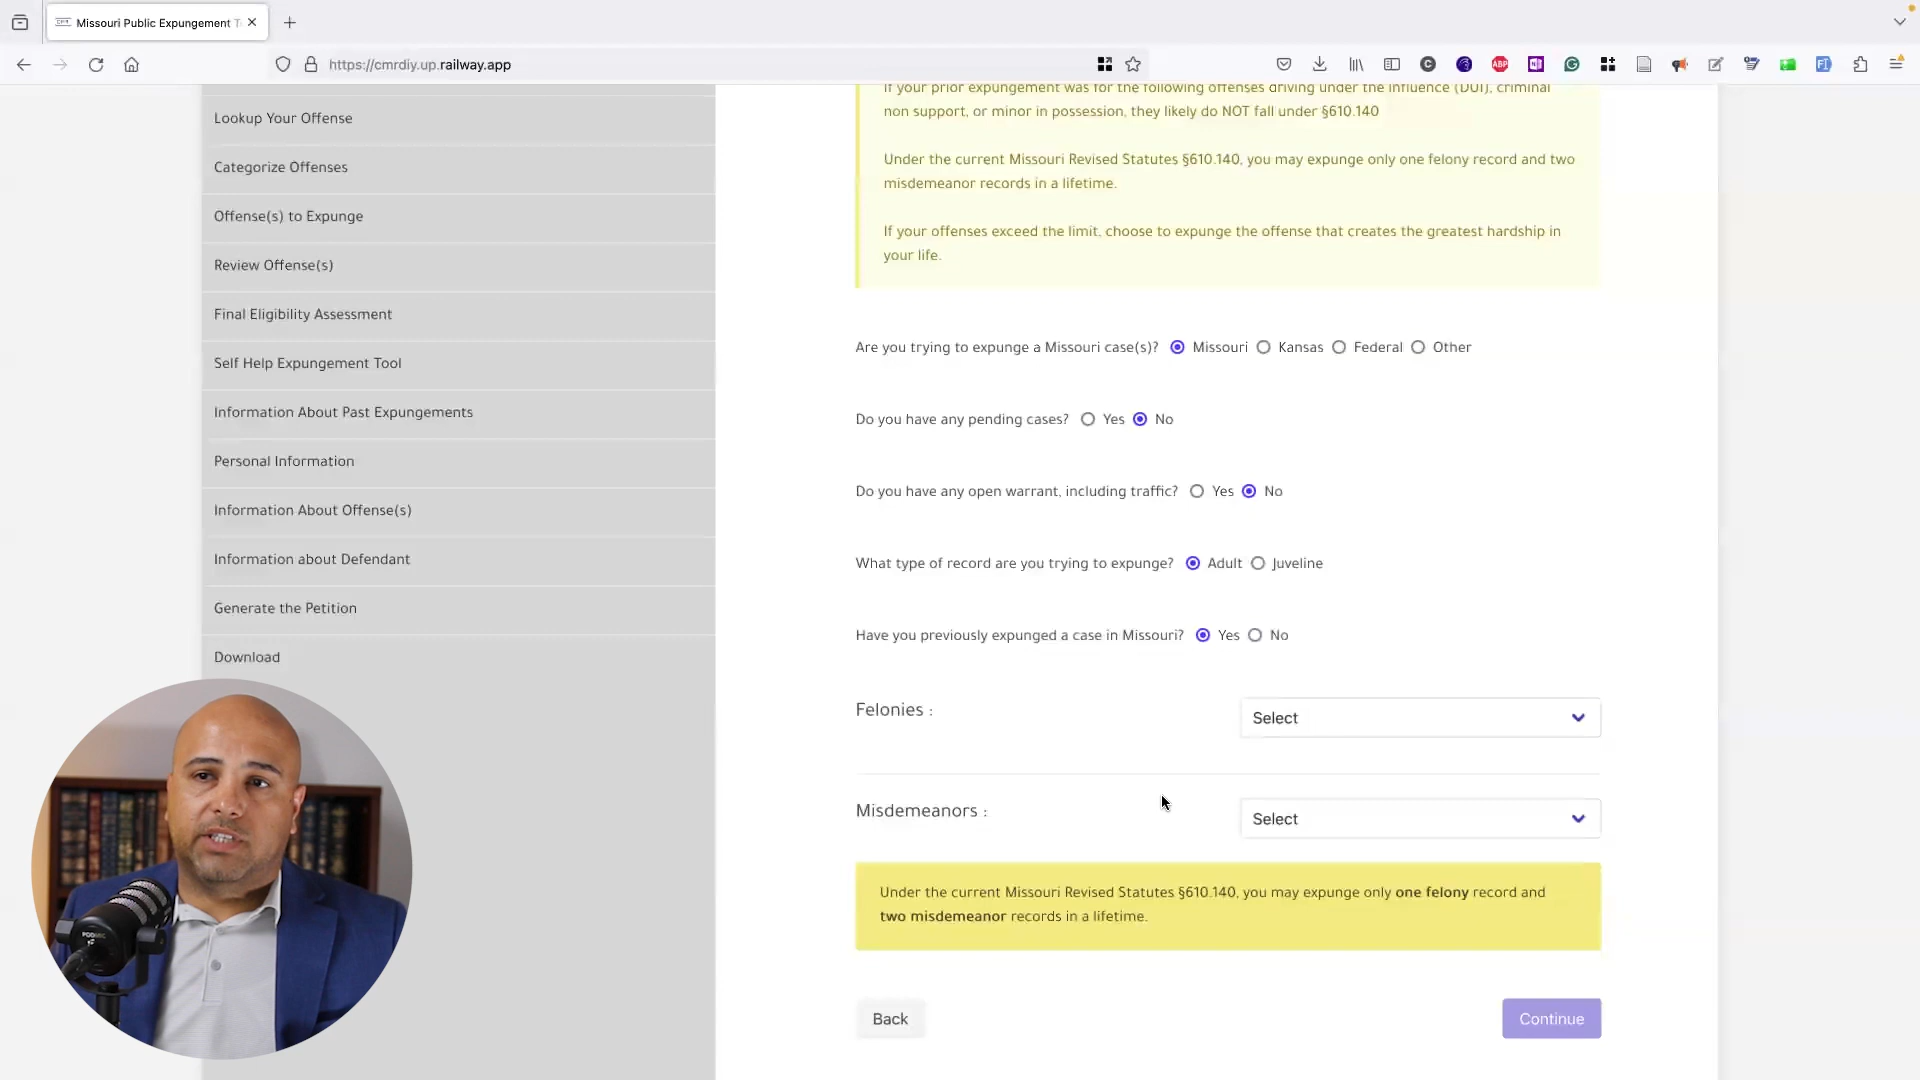 Missouri Public Expungement T
https://cmrdiy.up.railway.app
If your prior expungement was for the following offenses driving under the influence (DUI), criminal
non support, or minor in possession, they likely do NOT fall under §610.140
Under the current Missouri Revised Statutes §610.140, you may expunge only one felony record and two
misdemeanor records in a lifetime.
If your offenses exceed the limit, choose to expunge the offense that creates the greatest hardship in
your life.
Lookup Your Offense
Categorize Offenses
Offense(s) to Expunge
Review Offense(s)
Final Eligibility Assessment
Self Help Expungement Tool
Information About Past Expungements
Personal Information
Information About Offense(s)
Information about Defendant
Generate the Petition
Download
Are you trying to expunge a Missouri case(s)? Missouri Kansas Federal Other
Do you have any pending cases? Yes No
Do you have any open warrant, including traffic? Yes No
What type of record are you trying to expunge? Adult Juveline
Have you previously expunged a case in Missouri? Yes No
Felonies : Select
Misdemeanors : Select
Under the current Missouri Revised Statutes §610.140, you may expunge only one felony record and
two misdemeanor records in a lifetime.
Back Continue